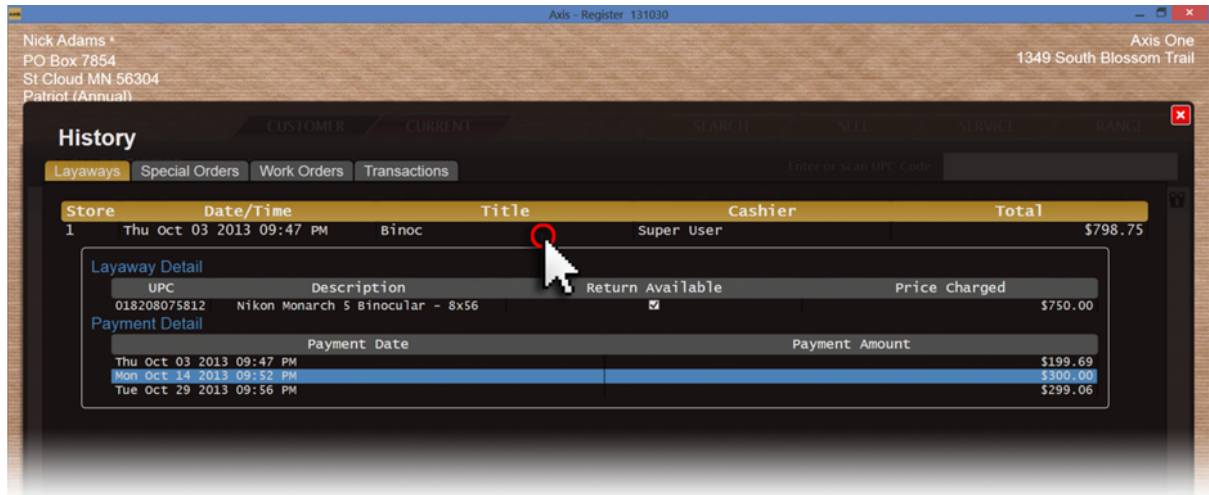 Axis - Register 131030
Nick Adams *
Axis One
PO Box 7854
1349 South Blossom Trail
St Cloud MN 56304
Patriot (Annual)
CUSTOMER CURRENT SEARCH SELL SERVICE RANGE
History
Layaways Special Orders Work Orders Transactions
Enter or scan UPC Code
Store Date/Time Title Cashier Total
1 Thu Oct 03 2013 09:47 PM Binoc Super User $798.75
Layaway Detail
UPC Description Return Available Price Charged
018208075812 Nikon Monarch 5 Binocular - 8x56 $750.00
Payment Detail
Payment Date Payment Amount
Thu Oct 03 2013 09:47 PM $199.69
Mon Oct 14 2013 09:52 PM $300.00
Tue Oct 29 2013 09:56 PM $299.06